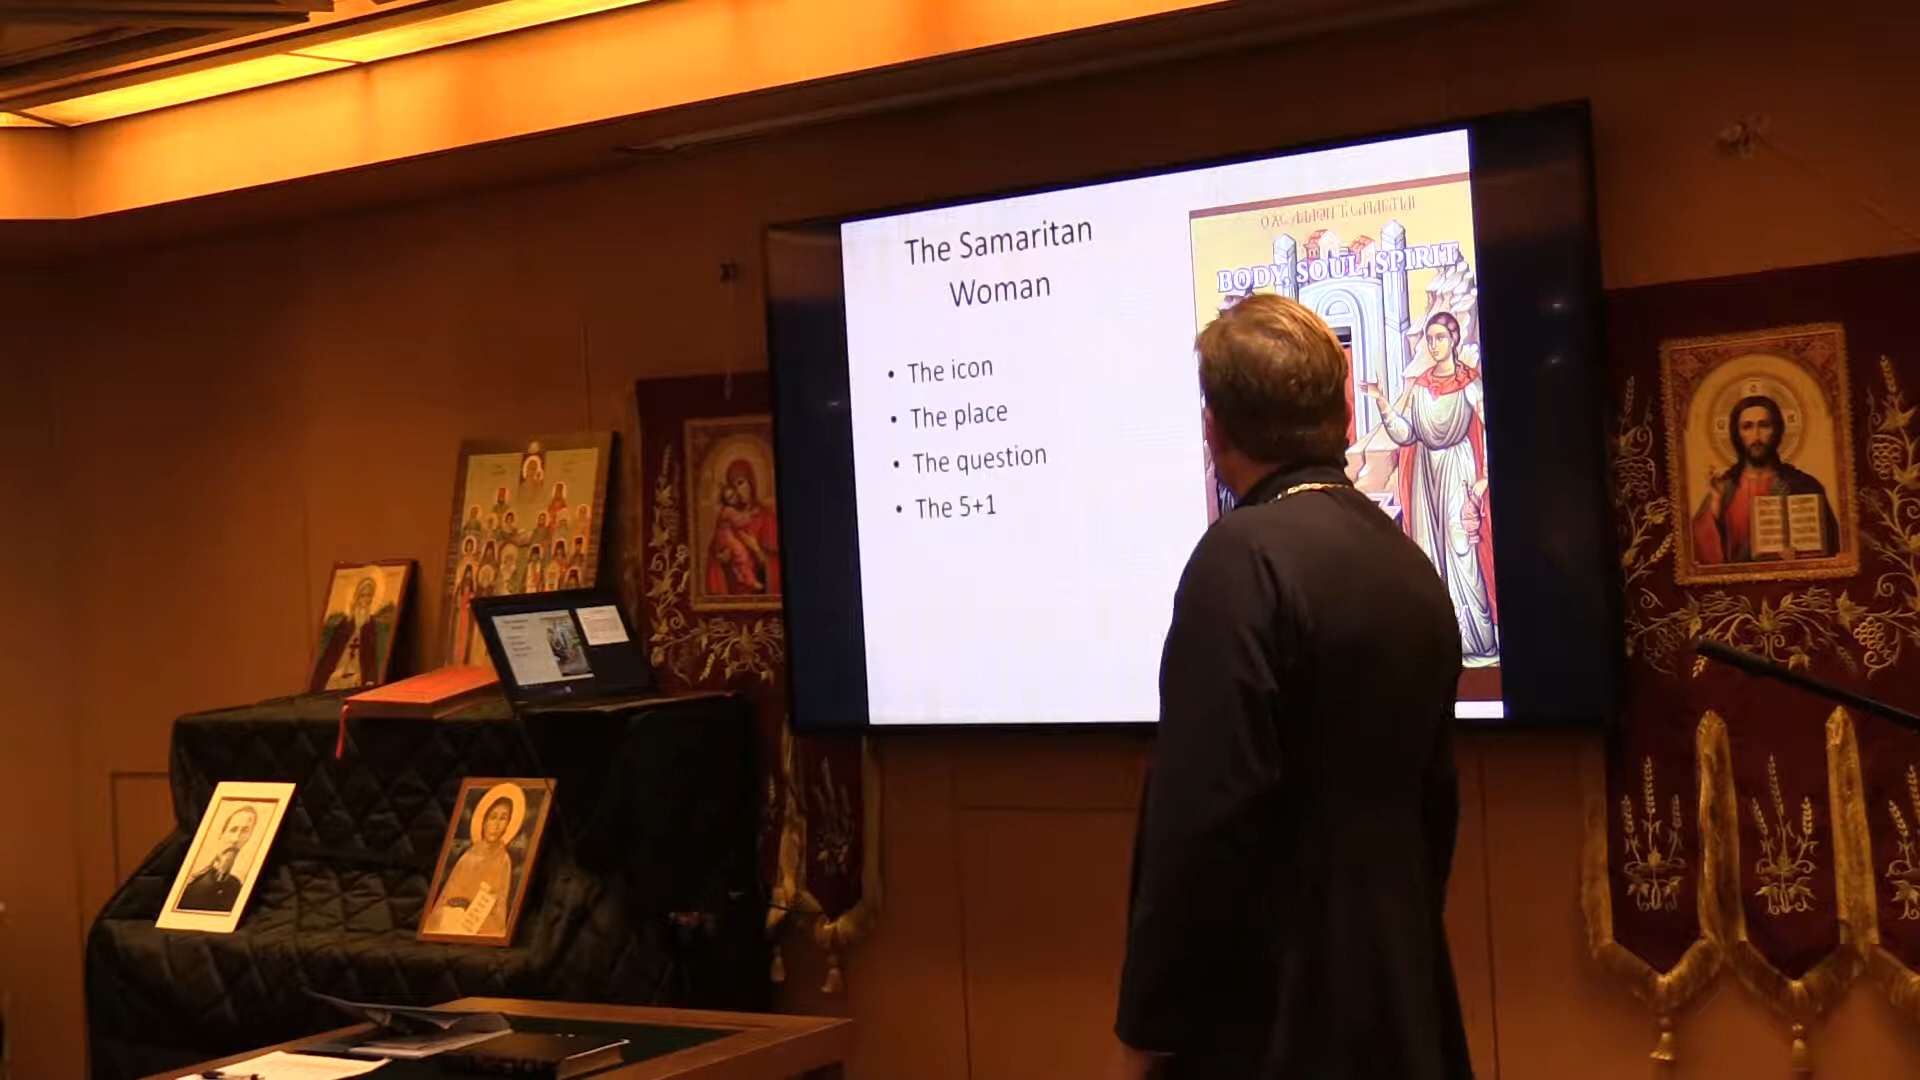 The Samaritan
Woman
• The icon
• The place
• The question
• The 5+1
BODY, SOUL, SPIRIT